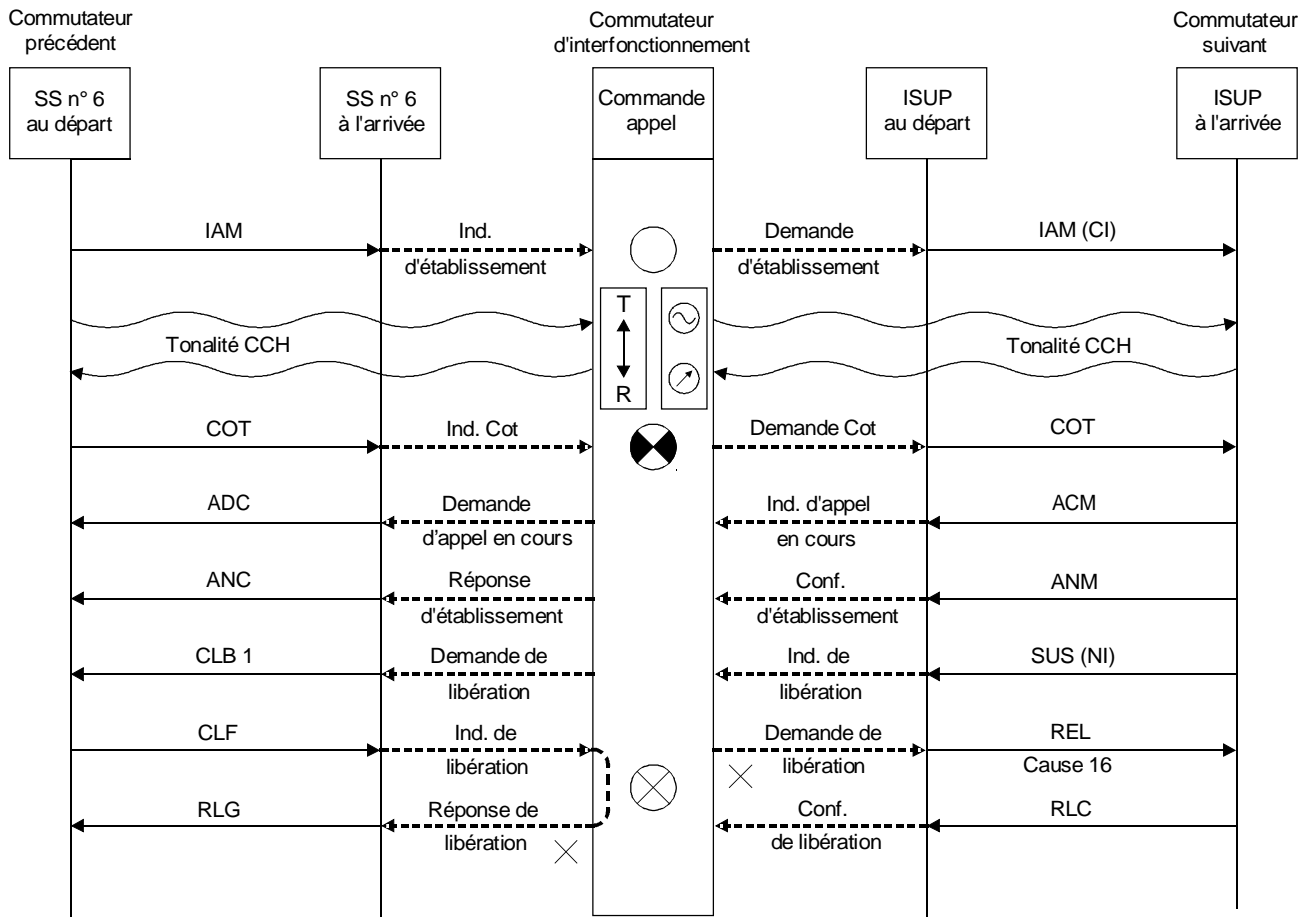 Commutateur
précédent
Commutateur
d'interfonctionnement
Commutateur
suivant
SS n° 6
au départ
SS n° 6
à l'arrivée
Commande
appel
ISUP
au départ
ISUP
à l'arrivée
IAM
Ind.
d'établissement
Demande
d'établissement
IAM (CI)
T
R
Tonalité CCH
Tonalité CCH
COT
Ind. Cot
Demande Cot
COT
ADC
Demande
d'appel en cours
Ind. d'appel
en cours
ACM
ANC
Réponse
d'établissement
Conf.
d'établissement
ANM
CLB 1
Demande de
libération
Ind. de
libération
SUS (NI)
CLF
Ind. de
libération
Demande de
libération
REL
Cause 16
RLG
Réponse de
libération
Conf.
de libération
RLC